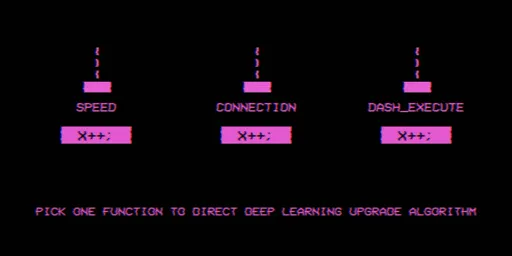 SPEED CONNECTION DASH_EXECUTE
X++; X++; X++;
PICK ONE FUNCTION TO DIRECT DEEP LEARNING UPGRADE ALGORITHM